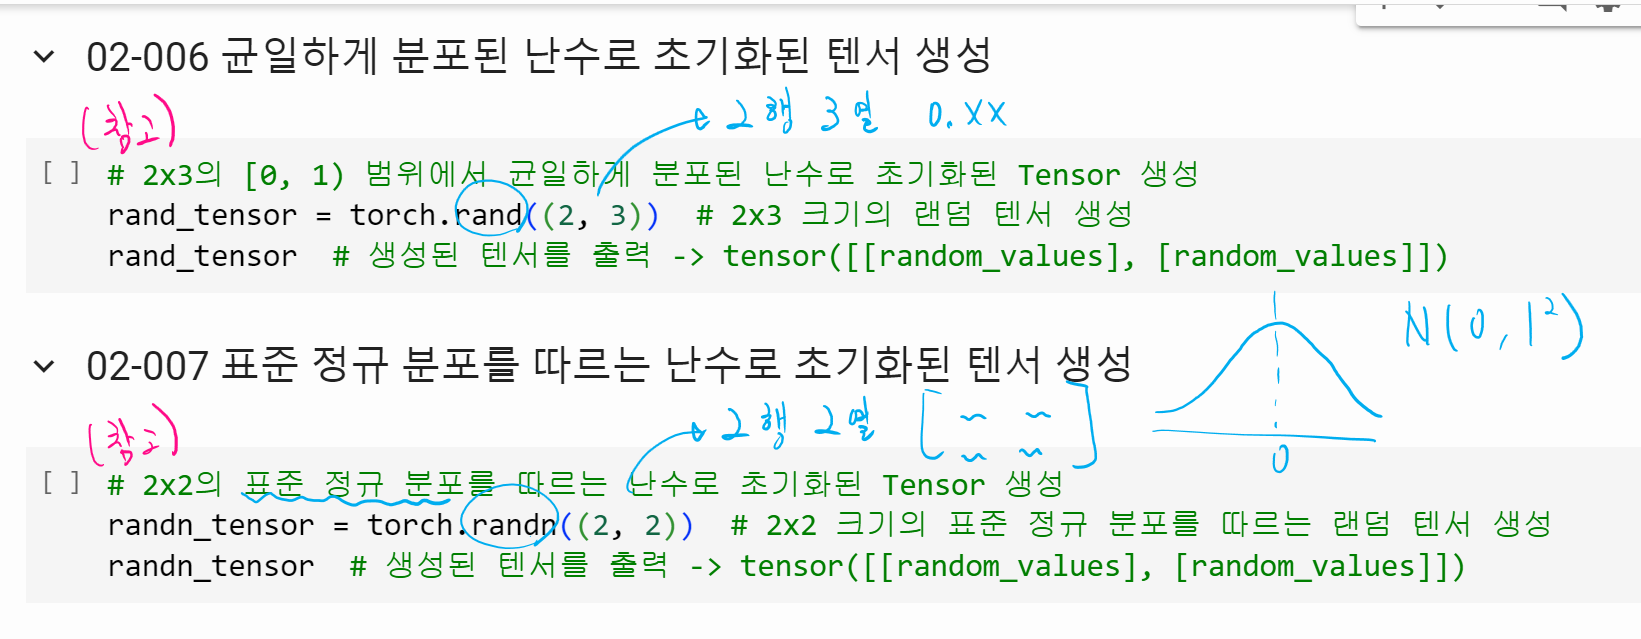 02-006 균일하게 분포된 난수로 초기화된 텐서 생성
(참고)
2행 3열 0.XX
[ ] # 2x3의 [0, 1) 범위에서 균일하게 분포된 난수로 초기화된 Tensor 생성
rand_tensor = torch.rand((2, 3))  # 2x3 크기의 랜덤 텐서 생성
rand_tensor  # 생성된 텐서를 출력 -> tensor([[random_values], [random_values]])
N(0, 1²)
02-007 표준 정규 분포를 따르는 난수로 초기화된 텐서 생성
(참고)
2행 2열
0
[ ] # 2x2의 표준 정규 분포를 따르는 난수로 초기화된 Tensor 생성
randn_tensor = torch.randn((2, 2))  # 2x2 크기의 표준 정규 분포를 따르는 랜덤 텐서 생성
randn_tensor  # 생성된 텐서를 출력 -> tensor([[random_values], [random_values]])